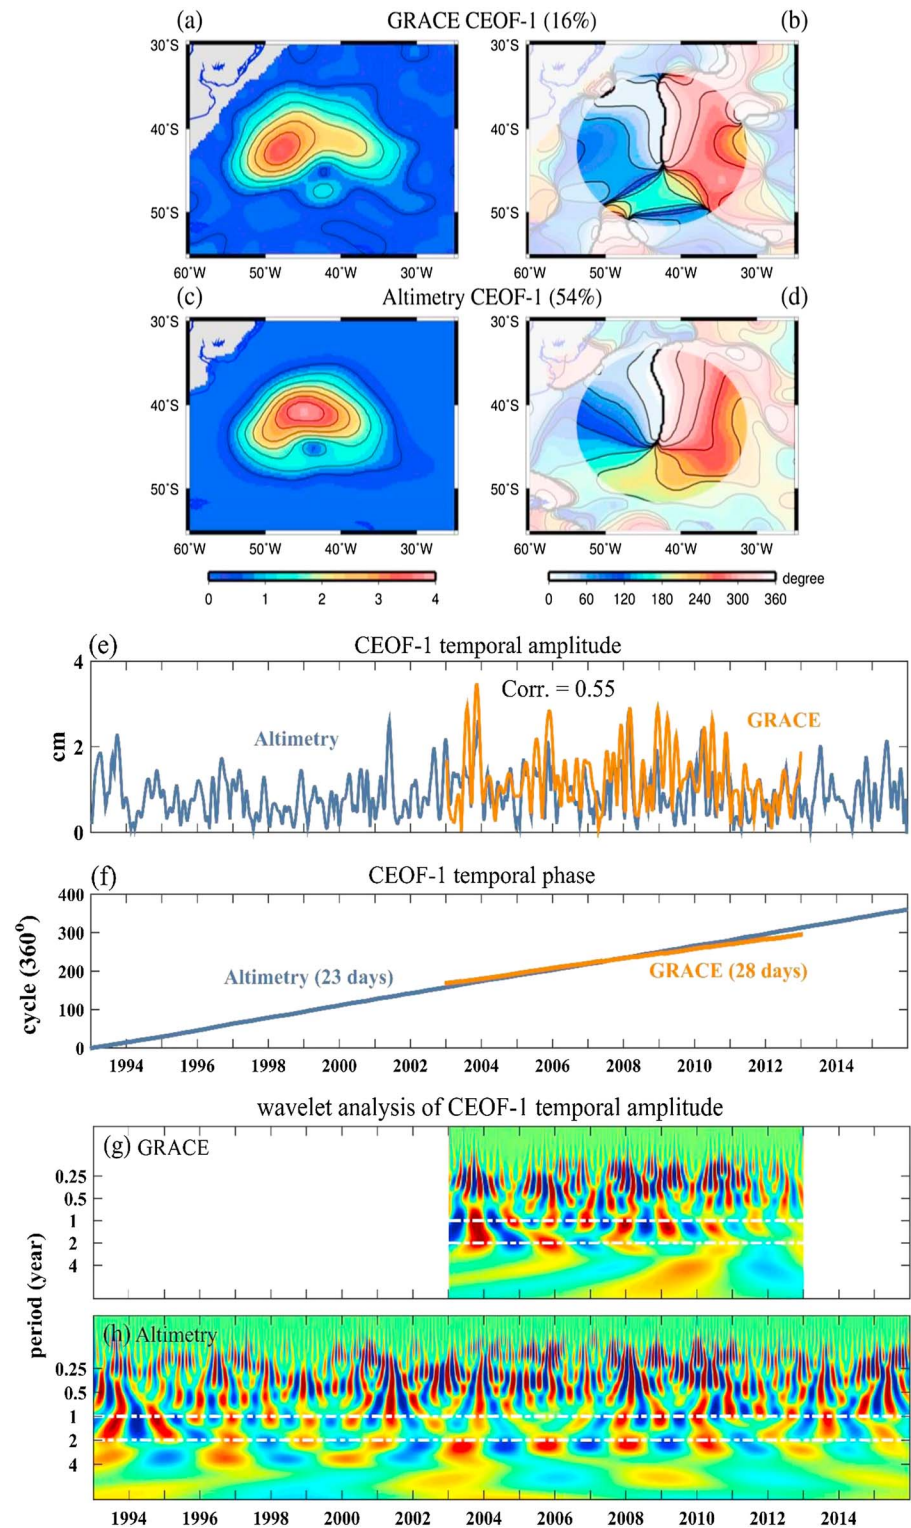 (a) GRACE CEOF-1 (16%) (b)
30˚S 30˚S
40˚S 40˚S
50˚S 50˚S
60˚W 50˚W 40˚W 30˚W 60˚W 50˚W 40˚W 30˚W
(c) Altimetry CEOF-1 (54%) (d)
30˚S 30˚S
40˚S 40˚S
50˚S 50˚S
60˚W 50˚W 40˚W 30˚W 60˚W 50˚W 40˚W 30˚W
degree
0 1 2 3 4 0 60 120 180 240 300 360
(e) CEOF-1 temporal amplitude
4
Corr. = 0.55
GRACE
Altimetry
cm
2
0
(f) CEOF-1 temporal phase
400
300
cycle (360°)
Altimetry (23 days) GRACE (28 days)
200
100
0
1994 1996 1998 2000 2002 2004 2006 2008 2010 2012 2014
wavelet analysis of CEOF-1 temporal amplitude
(g) GRACE
0.25
0.5
1
2
4
period (year)
(h) Altimetry
0.25
0.5
1
2
4
1994 1996 1998 2000 2002 2004 2006 2008 2010 2012 2014